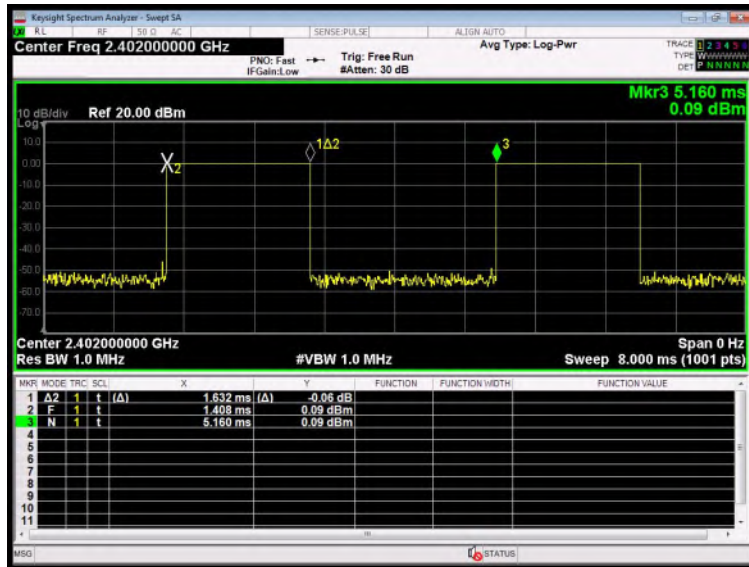 Keysight Spectrum Analyzer - Swept SA
RL RF 50 Ω AC SENSE:PULSE ALIGN AUTO
Center Freq 2.402000000 GHz Avg Type: Log-Pwr TRACE 1 2 3 4 5 6
PNO: Fast Trig: Free Run TYPE WWWWWW
IFGain:Low #Atten: 30 dB DET P N N N N N
Mkr3 5.160 ms
10 dB/div Ref 20.00 dBm 0.09 dBm
Log
10.0
1Δ2
3
0.00
X2
-10.0
-20.0
-30.0
-40.0
-50.0
-60.0
-70.0
Center 2.402000000 GHz Span 0 Hz
Res BW 1.0 MHz #VBW 1.0 MHz Sweep 8.000 ms (1001 pts)
MKR MODE TRC SCL X Y FUNCTION FUNCTION WIDTH FUNCTION VALUE
1 Δ2 1 t (Δ) 1.632 ms (Δ) -0.06 dB
2 F 1 t 1.408 ms 0.09 dBm
3 N 1 t 5.160 ms 0.09 dBm
4
5
6
7
8
9
10
11
MSG STATUS